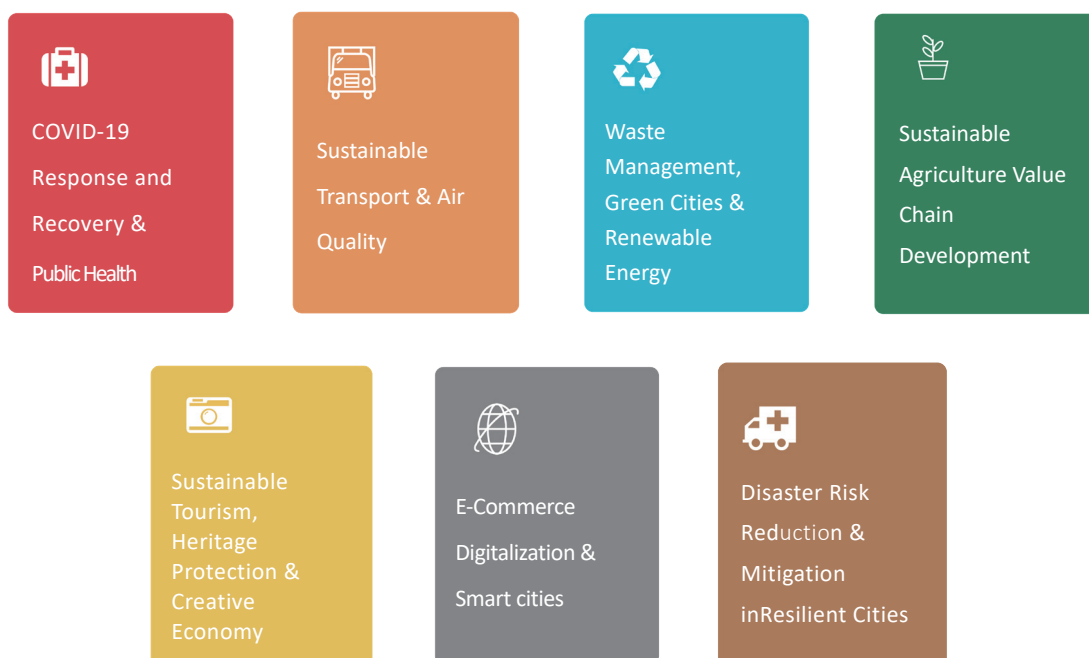 COVID-19
Response and
Recovery &
Public Health
Sustainable
Transport & Air
Quality
Waste
Management,
Green Cities &
Renewable
Energy
Sustainable
Agriculture Value
Chain
Development
Sustainable
Tourism,
Heritage
Protection &
Creative
Economy
E-Commerce
Digitalization &
Smart cities
Disaster Risk
Reduction &
Mitigation
inResilient Cities